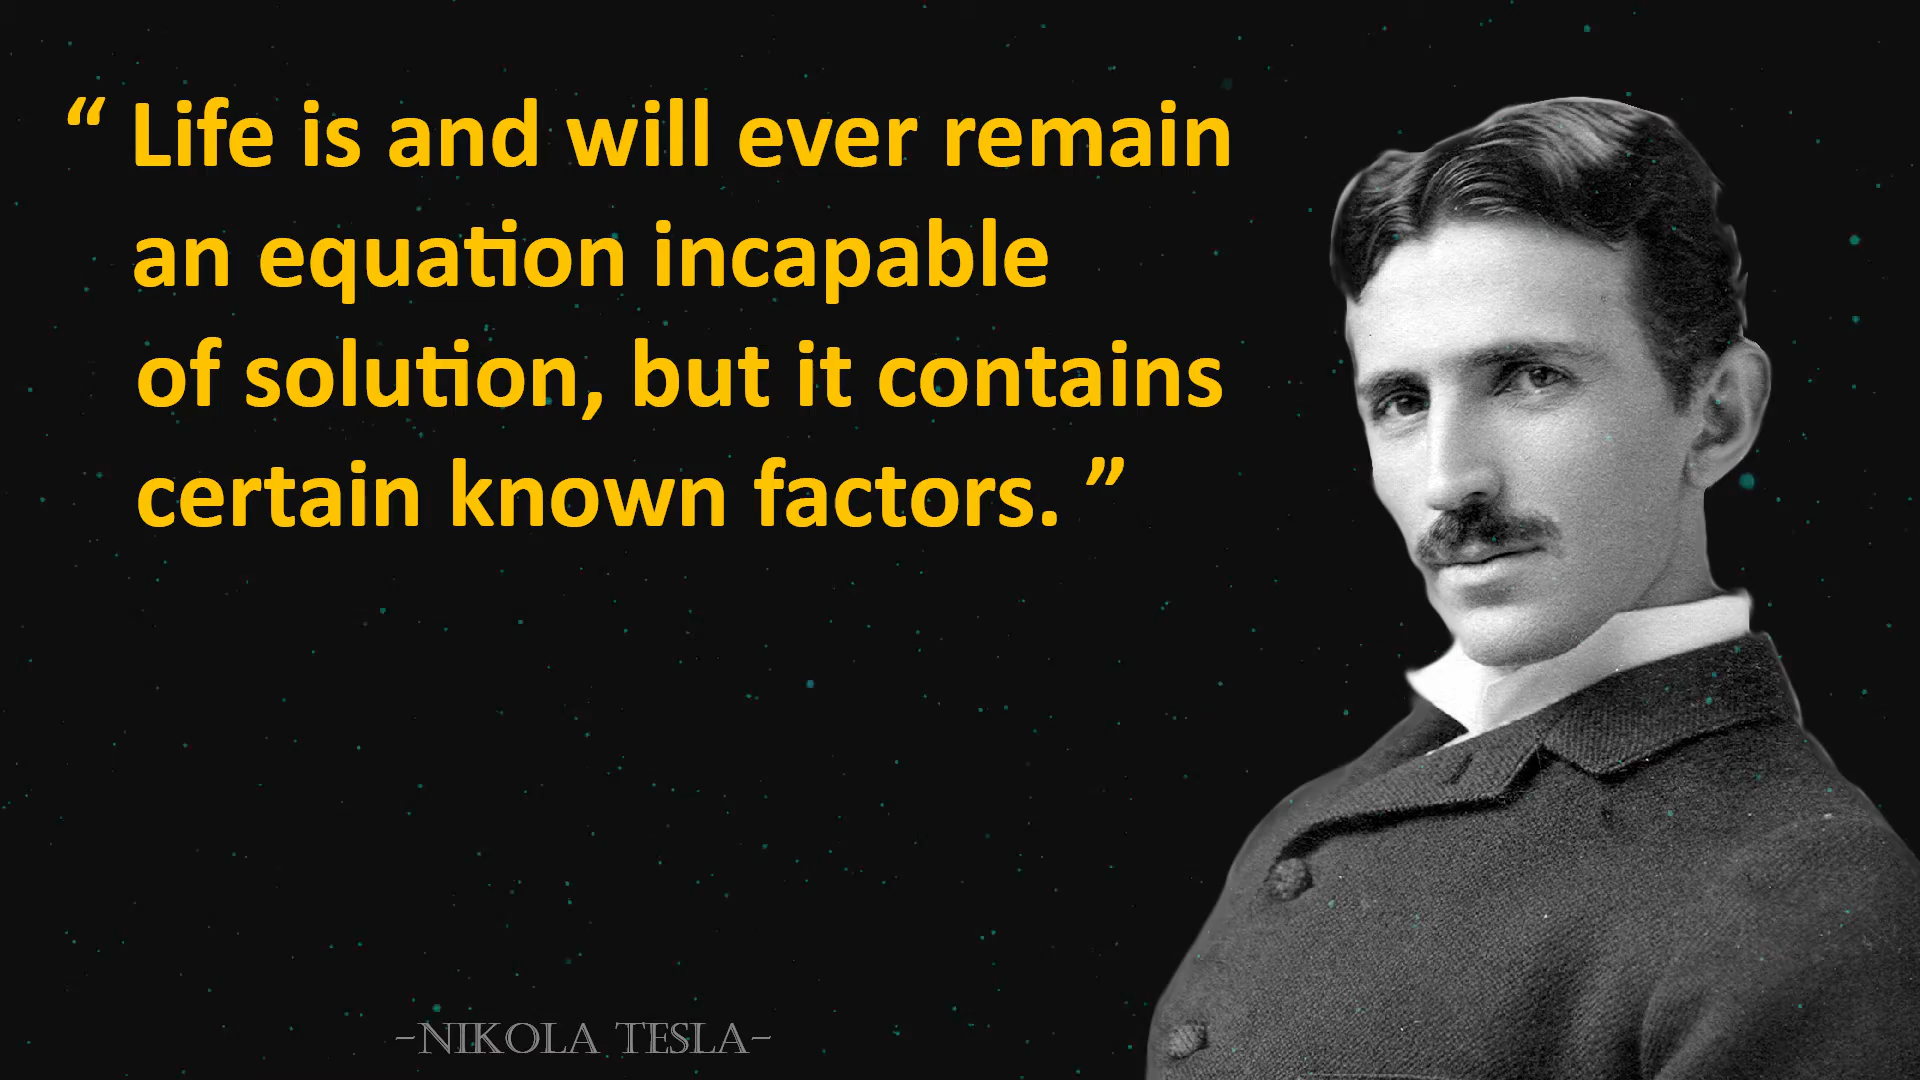 “ Life is and will ever remain
an equation incapable
of solution, but it contains
certain known factors. ”
-NIKOLA TESLA-